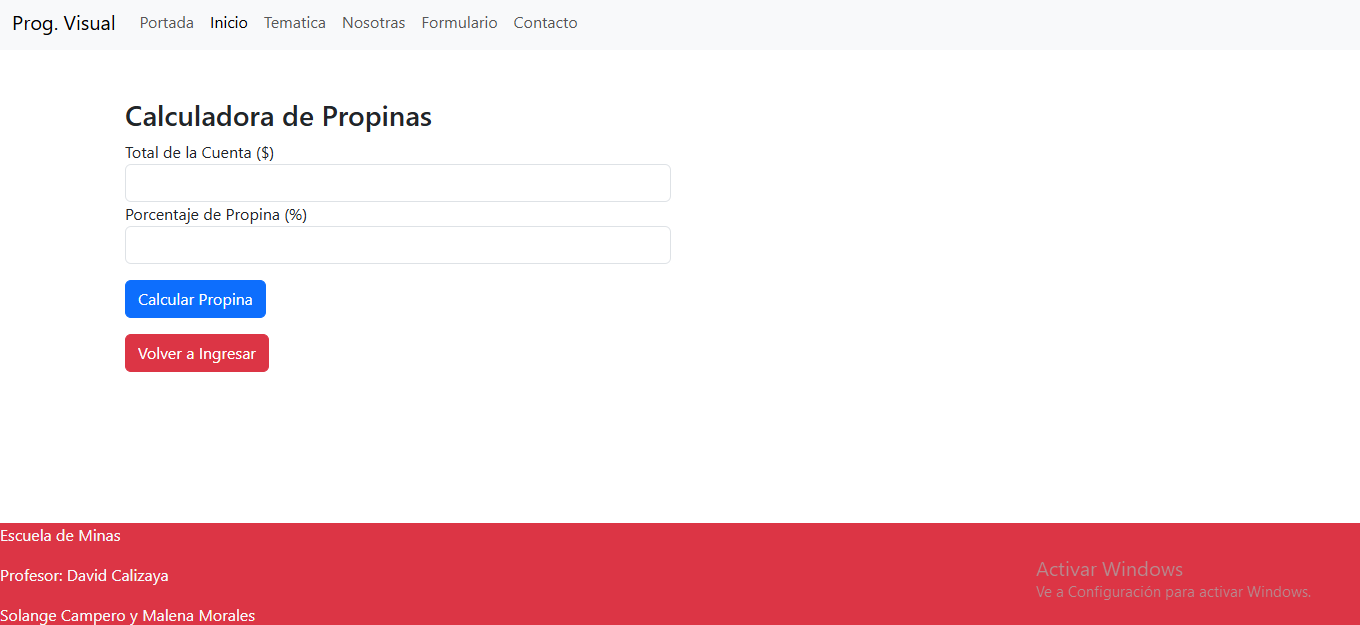 Prog. Visual Portada Inicio Tematica Nosotras Formulario Contacto
Calculadora de Propinas
Total de la Cuenta ($)
Porcentaje de Propina (%)
Calcular Propina
Volver a Ingresar
Escuela de Minas
Profesor: David Calizaya
Solange Campero y Malena Morales
Activar Windows
Ve a Configuración para activar Windows.